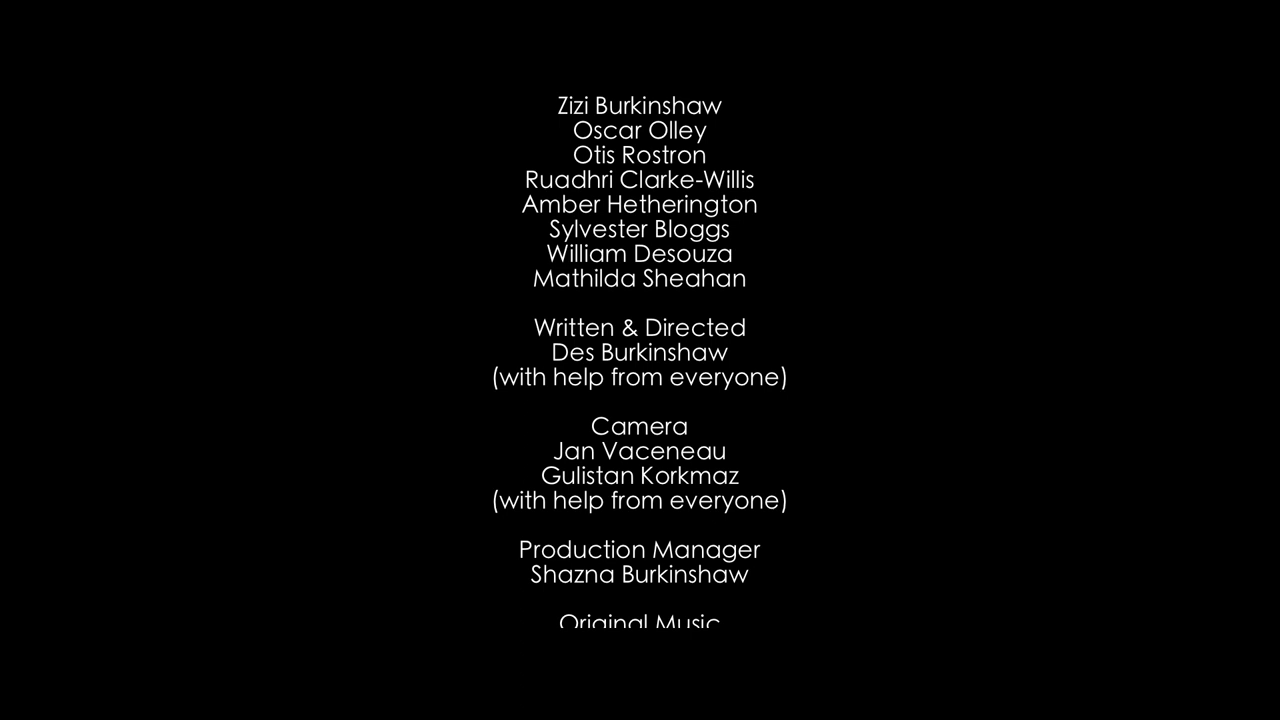 Zizi Burkinshaw
Oscar Olley
Otis Rostron
Ruadhri Clarke-Willis
Amber Hetherington
Sylvester Bloggs
William Desouza
Mathilda Sheahan
Written & Directed
Des Burkinshaw
(with help from everyone)
Camera
Jan Vaceneau
Gulistan Korkmaz
(with help from everyone)
Production Manager
Shazna Burkinshaw
Original Music